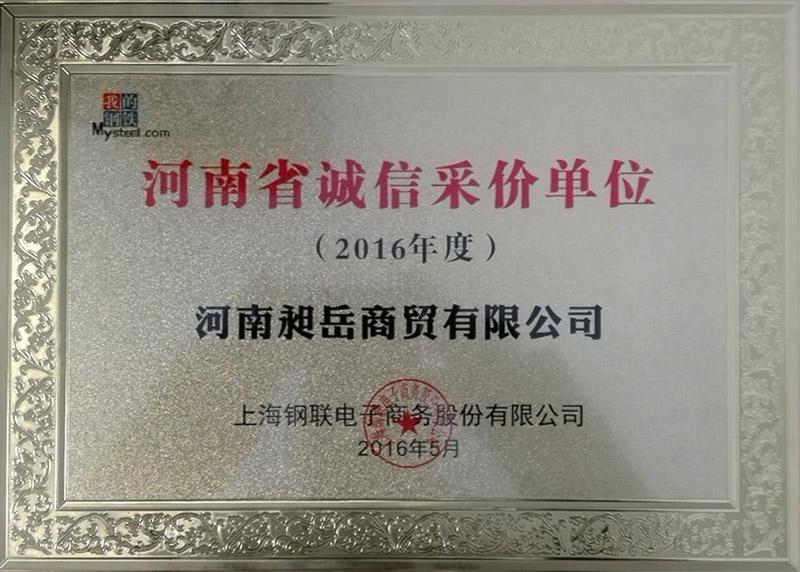 我的
钢铁
Mysteel.com
河南省诚信采价单位
（2016年度）
河南昶岳商贸有限公司
上海钢联电子商务股份有限公司
2016年5月